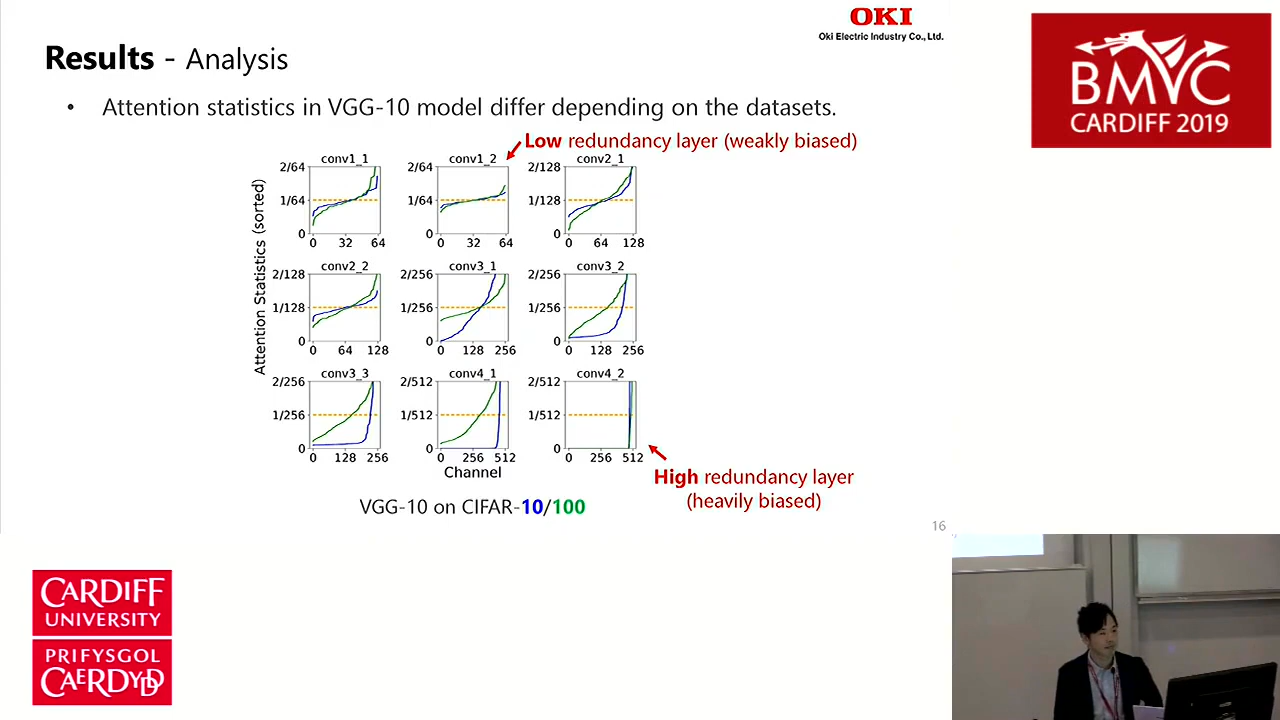 OKI
Oki Electric Industry Co.,Ltd.
Results - Analysis
• Attention statistics in VGG-10 model differ depending on the datasets.
Low redundancy layer (weakly biased)
Attention Statistics (sorted)
conv1_1
2/64
1/64
0
0 32 64
conv1_2
2/64
1/64
0
0 32 64
conv2_1
2/128
1/128
0
0 64 128
conv2_2
2/128
1/128
0
0 64 128
conv3_1
2/256
1/256
0
0 128 256
conv3_2
2/256
1/256
0
0 128 256
conv3_3
2/256
1/256
0
0 128 256
conv4_1
2/512
1/512
0
0 256 512
conv4_2
2/512
1/512
0
0 256 512
Channel
High redundancy layer
(heavily biased)
VGG-10 on CIFAR-10/100
16
BMVC
CARDIFF 2019
CARDIFF
UNIVERSITY
PRIFYSGOL
CAERDYDD